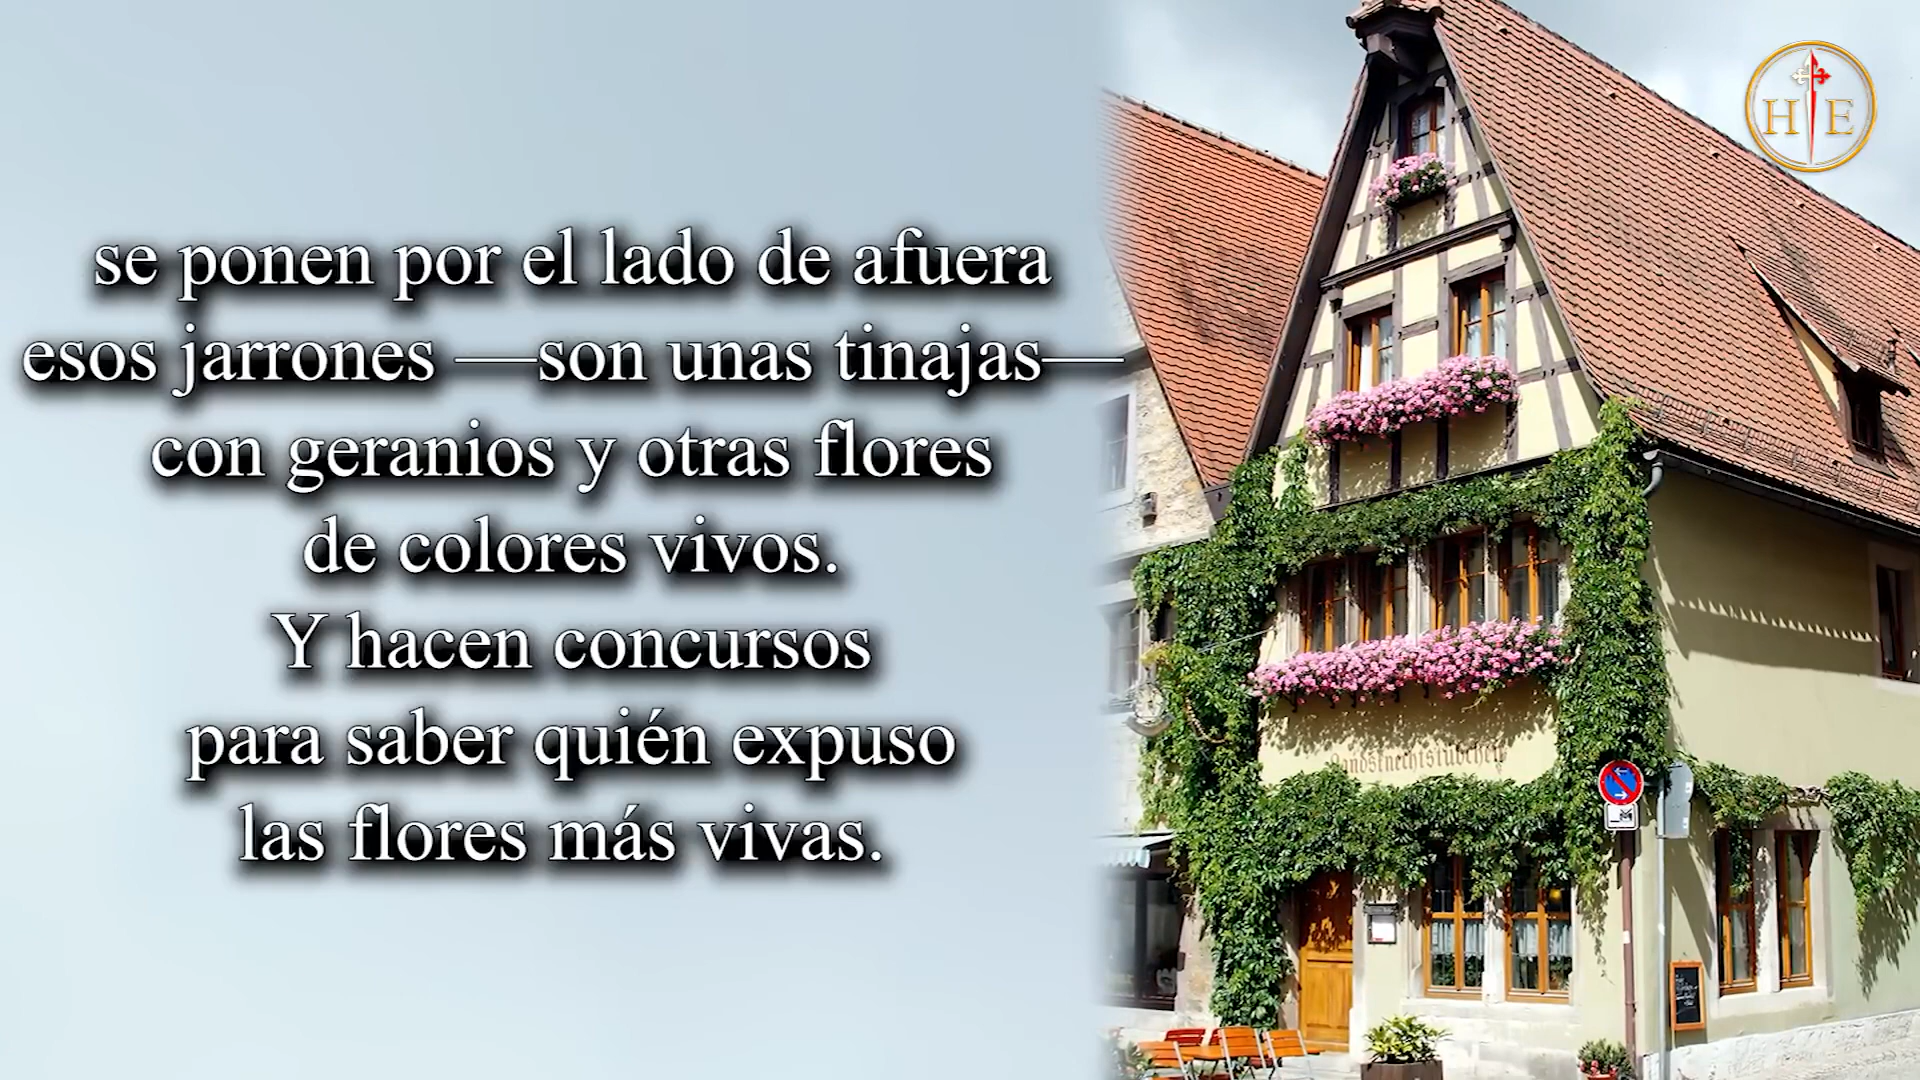 se ponen por el lado de afuera
esos jarrones —son unas tinajas—
con geranios y otras flores
de colores vivos.
Y hacen concursos
para saber quién expuso
las flores más vivas.
H E
Landsknechtstübchen